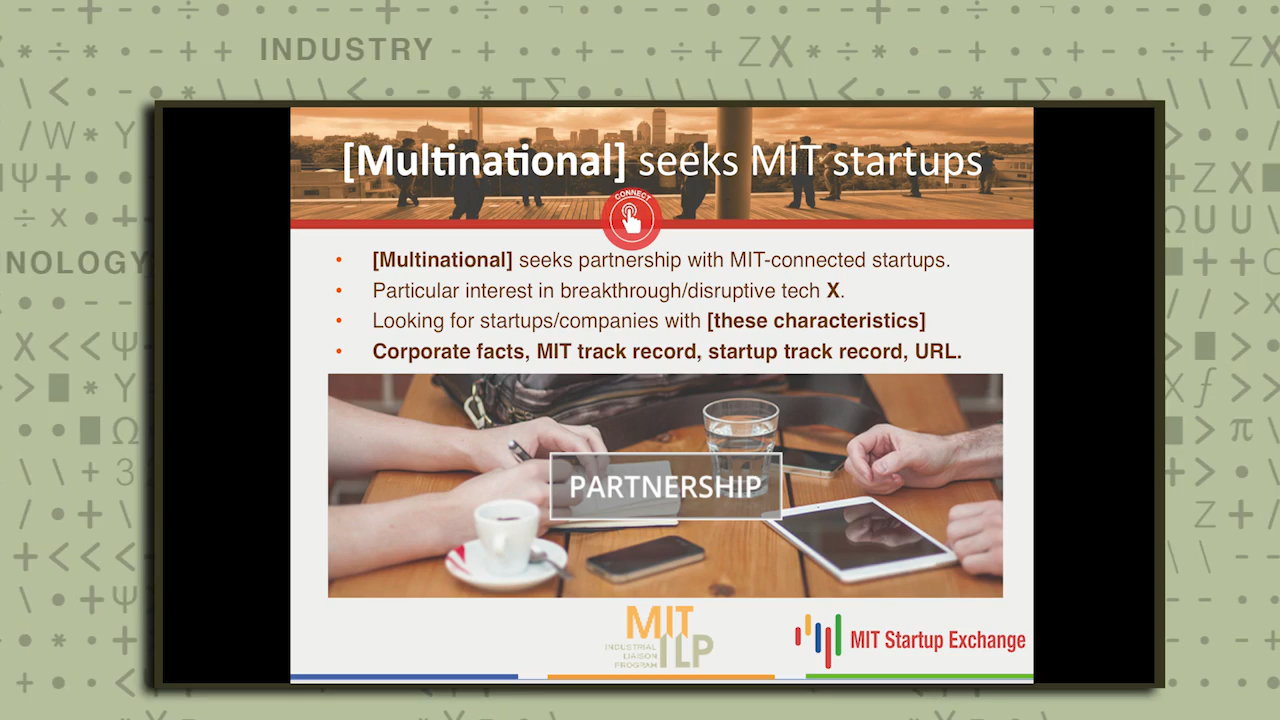 INDUSTRY
NOLOGY
[Multinational] seeks MIT startups
CONNECT
• [Multinational] seeks partnership with MIT-connected startups.
• Particular interest in breakthrough/disruptive tech X.
• Looking for startups/companies with [these characteristics]
• Corporate facts, MIT track record, startup track record, URL.
PARTNERSHIP
MIT
ILP
INDUSTRIAL
LIAISON
PROGRAM
MIT Startup Exchange